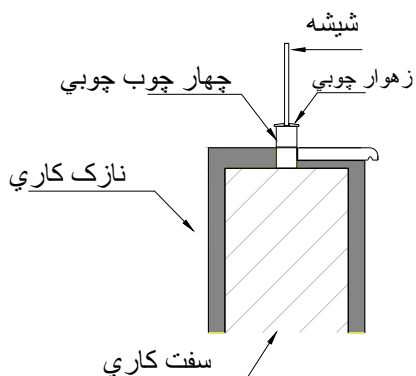 شيشه
زهوار چوبي
چهار چوب چوبي
نازک کاري
سفت کاري